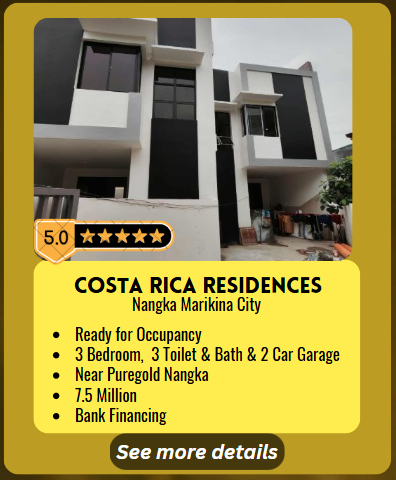 5.0
COSTA RICA RESIDENCES
Nangka Marikina City
• Ready for Occupancy
• 3 Bedroom, 3 Toilet & Bath & 2 Car Garage
• Near Puregold Nangka
• 7.5 Million
• Bank Financing
See more details